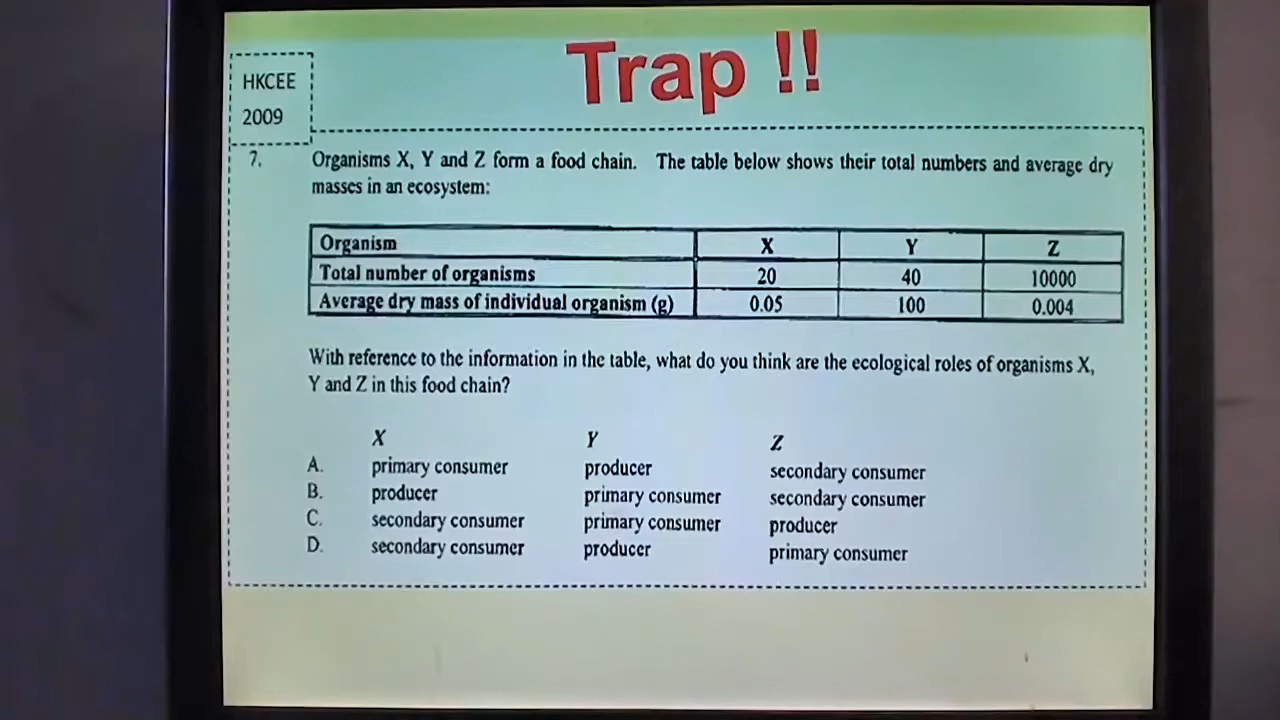 Trap !!
HKCEE
2009
7. Organisms X, Y and Z form a food chain. The table below shows their total numbers and average dry
masses in an ecosystem:
Organism X Y Z
Total number of organisms 20 40 10000
Average dry mass of individual organism (g) 0.05 100 0.004
With reference to the information in the table, what do you think are the ecological roles of organisms X,
Y and Z in this food chain?
X Y Z
A. primary consumer producer secondary consumer
B. producer primary consumer secondary consumer
C. secondary consumer primary consumer producer
D. secondary consumer producer primary consumer